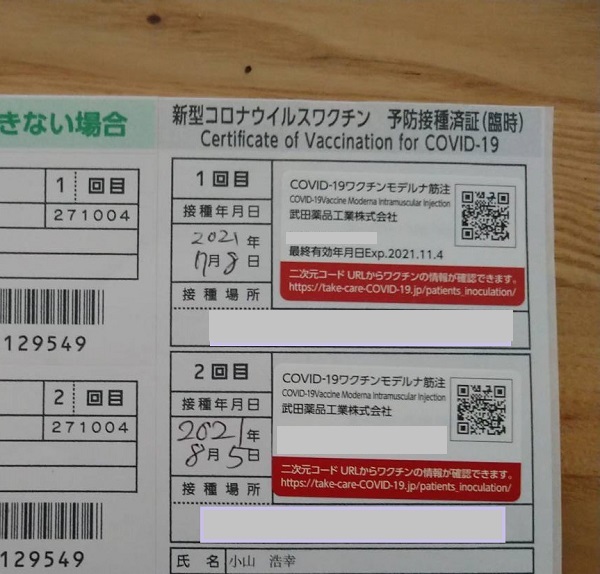 きない場合
1 回目
271004
129549
2 回目
271004
129549
新型コロナウイルスワクチン 予防接種済証(臨時)
Certificate of Vaccination for COVID-19
1回目
接種年月日
2021年
7月8日
接種場所
COVID-19ワクチンモデルナ筋注
COVID-19Vaccine Moderna Intramuscular Injection
武田薬品工業株式会社
最終有効年月日Exp.2021.11.4
二次元コード URLからワクチンの情報が確認できます。
https://take-care-COVID-19.jp/patients_inoculation/
2回目
接種年月日
2021年
8月5日
接種場所
COVID-19ワクチンモデルナ筋注
COVID-19Vaccine Moderna Intramuscular Injection
武田薬品工業株式会社
二次元コード URLからワクチンの情報が確認できます。
https://take-care-COVID-19.jp/patients_inoculation/
氏名 小山 浩幸